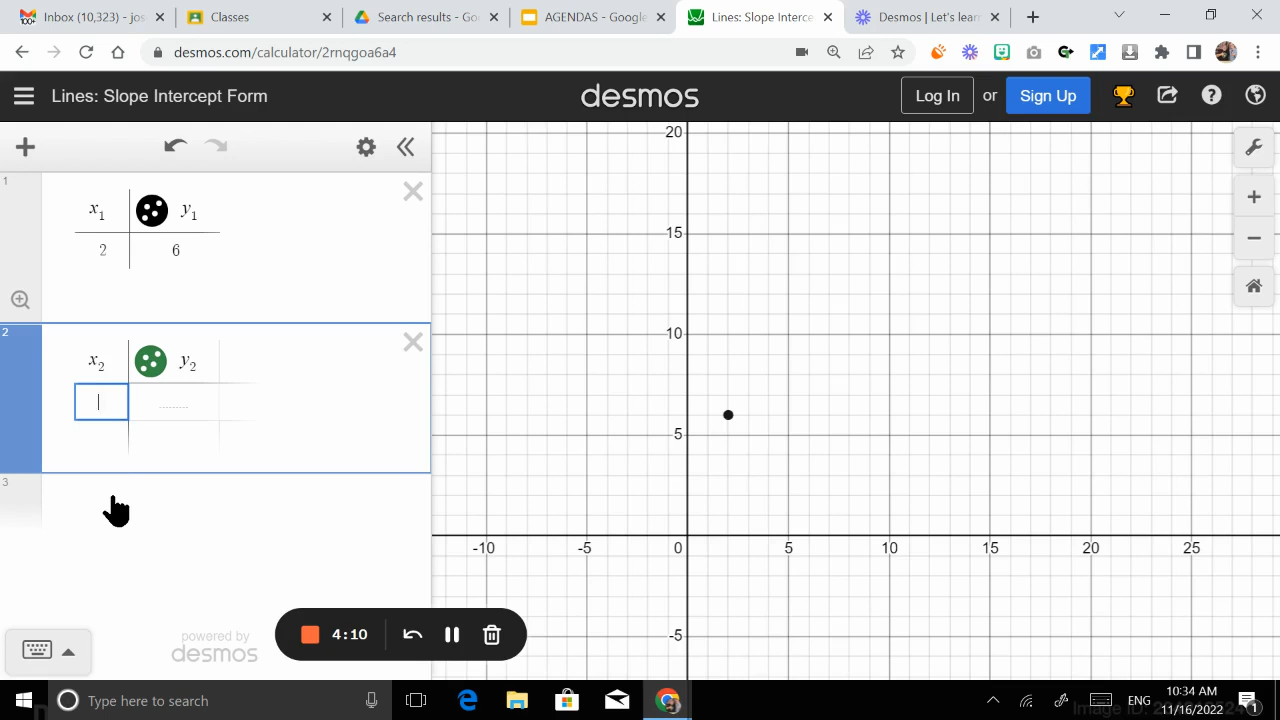 Inbox (10,323) - jos
Classes
Search results - Go
AGENDAS - Google
Lines: Slope Interce
Desmos | Let's learn
desmos.com/calculator/2rnqgoa6a4
Lines: Slope Intercept Form
desmos
Log In
or
Sign Up
1
x1 y1
2 6
2
x2 y2
3
powered by
desmos
4:10
20
15
10
5
-10 -5 0 5 10 15 20 25
-5
Type here to search
ENG
10:34 AM
11/16/2022
1